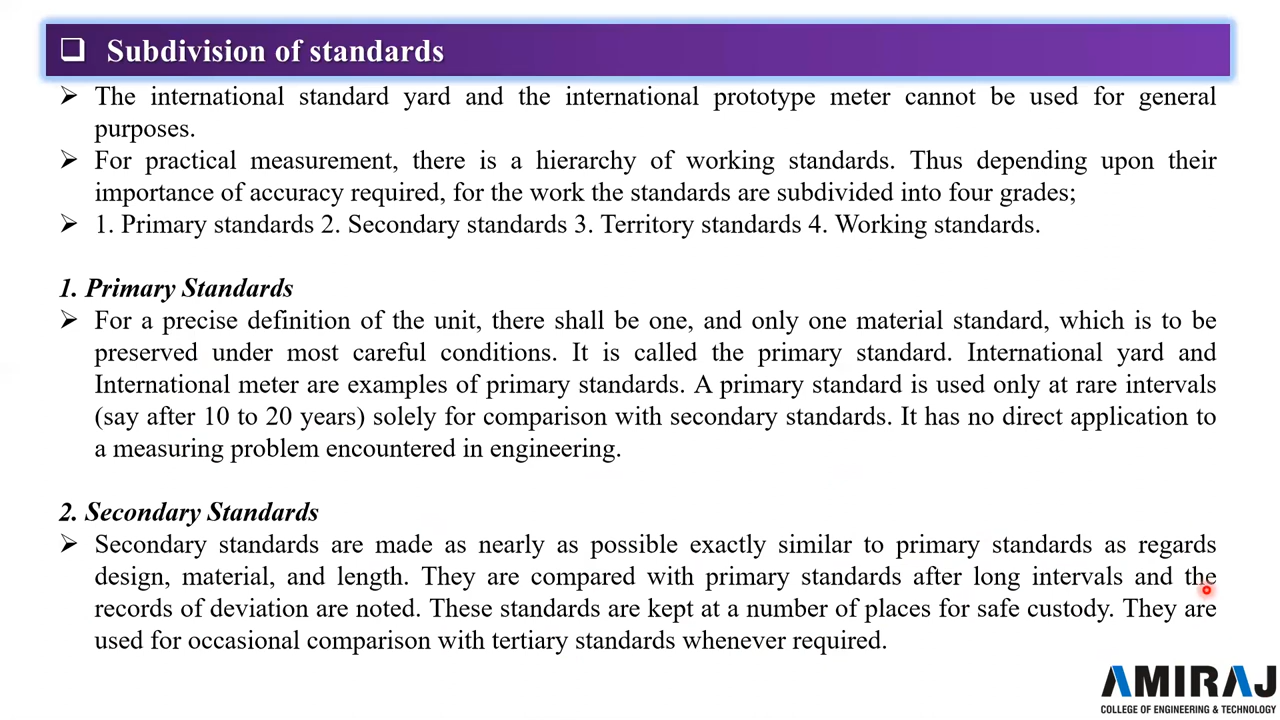 ❑ Subdivision of standards
➢ The international standard yard and the international prototype meter cannot be used for general
purposes.
➢ For practical measurement, there is a hierarchy of working standards. Thus depending upon their
importance of accuracy required, for the work the standards are subdivided into four grades;
➢ 1. Primary standards 2. Secondary standards 3. Territory standards 4. Working standards.
1. Primary Standards
➢ For a precise definition of the unit, there shall be one, and only one material standard, which is to be
preserved under most careful conditions. It is called the primary standard. International yard and
International meter are examples of primary standards. A primary standard is used only at rare intervals
(say after 10 to 20 years) solely for comparison with secondary standards. It has no direct application to
a measuring problem encountered in engineering.
2. Secondary Standards
➢ Secondary standards are made as nearly as possible exactly similar to primary standards as regards
design, material, and length. They are compared with primary standards after long intervals and the
records of deviation are noted. These standards are kept at a number of places for safe custody. They are
used for occasional comparison with tertiary standards whenever required.
AMIRAJ
COLLEGE OF ENGINEERING & TECHNOLOGY